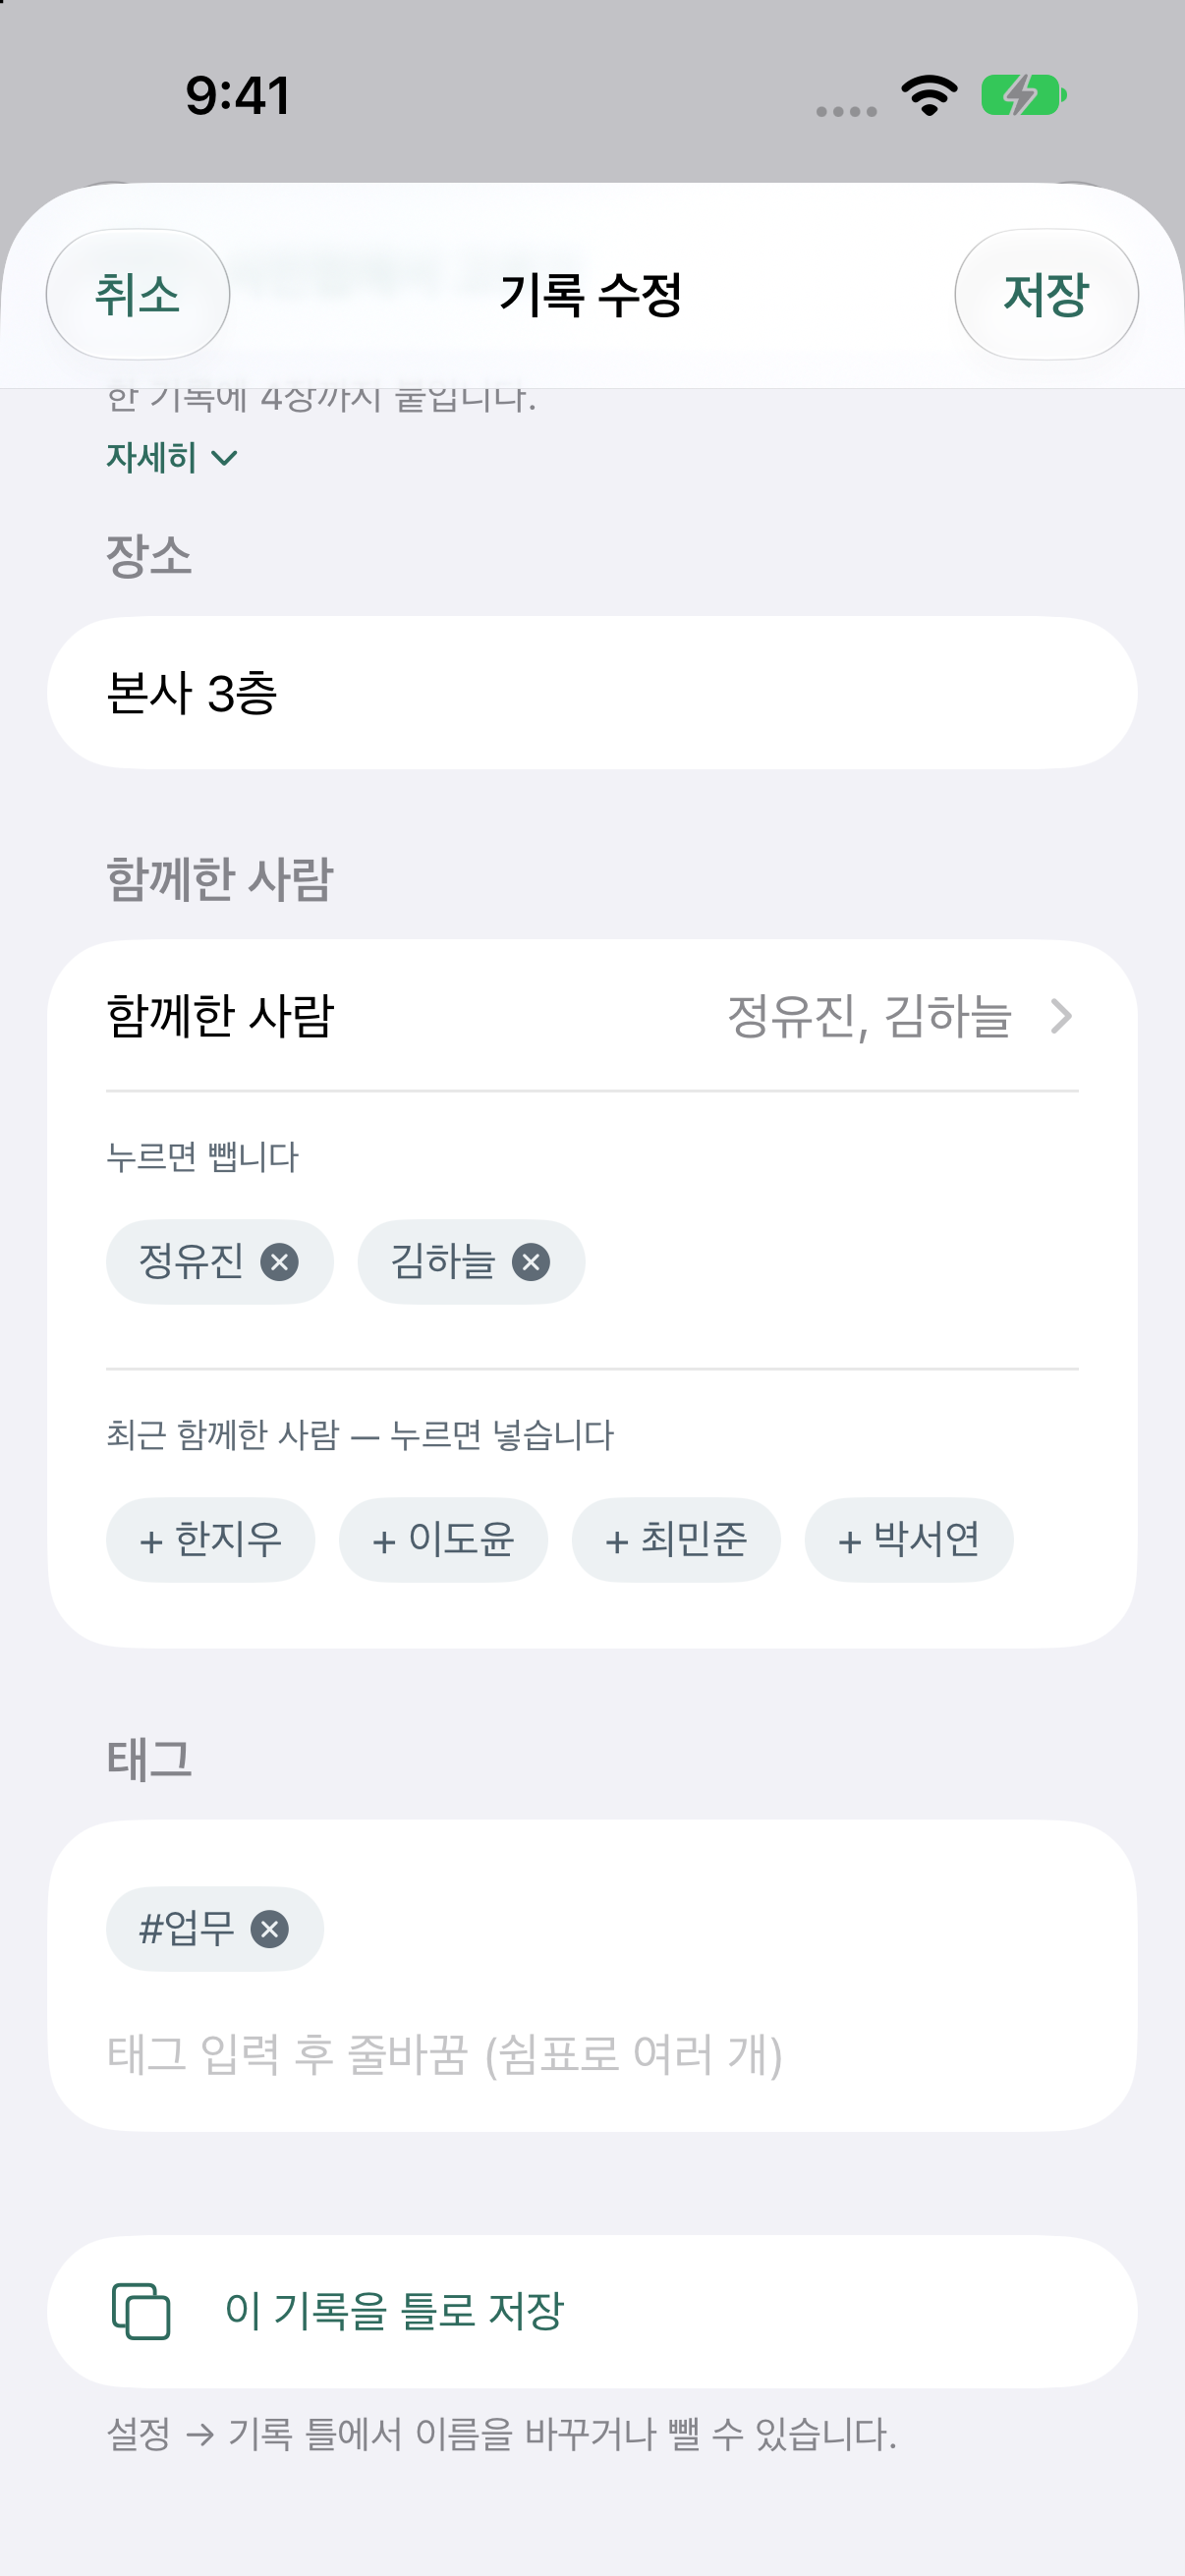 9:41
취소
기록 수정
저장
한 기록에 4장까지 붙입니다.
자세히
장소
본사 3층
함께한 사람
함께한 사람 정유진, 김하늘
누르면 뺍니다
정유진 김하늘
최근 함께한 사람 — 누르면 넣습니다
+ 한지우 + 이도윤 + 최민준 + 박서연
태그
#업무
태그 입력 후 줄바꿈 (쉼표로 여러 개)
이 기록을 틀로 저장
설정 → 기록 틀에서 이름을 바꾸거나 뺄 수 있습니다.